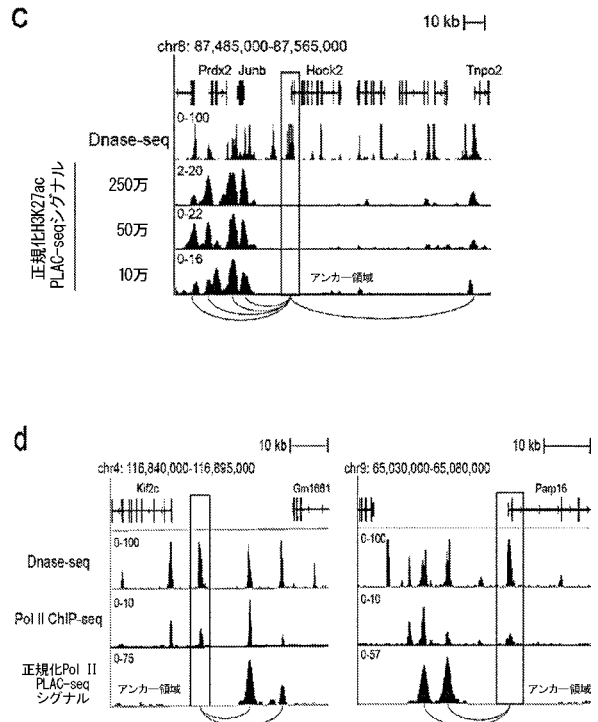 c
10 kb
chr8: 87,485,000-87,565,000
Prdx2 Junb Hook2 Tnpo2
0-100
Dnase-seq
正規化H3K27ac
PLAC-seqシグナル
2-20
250万
0-22
50万
0-16
10万
アンカー領域
d
10 kb
chr4: 116,840,000-116,895,000
Kif2c Gm1661
0-100
Dnase-seq
0-10
Pol II ChIP-seq
0-75
正規化Pol II
PLAC-seq
シグナル
アンカー領域
10 kb
chr9: 65,030,000-65,080,000
Parp16
0-100
0-10
0-57
アンカー領域